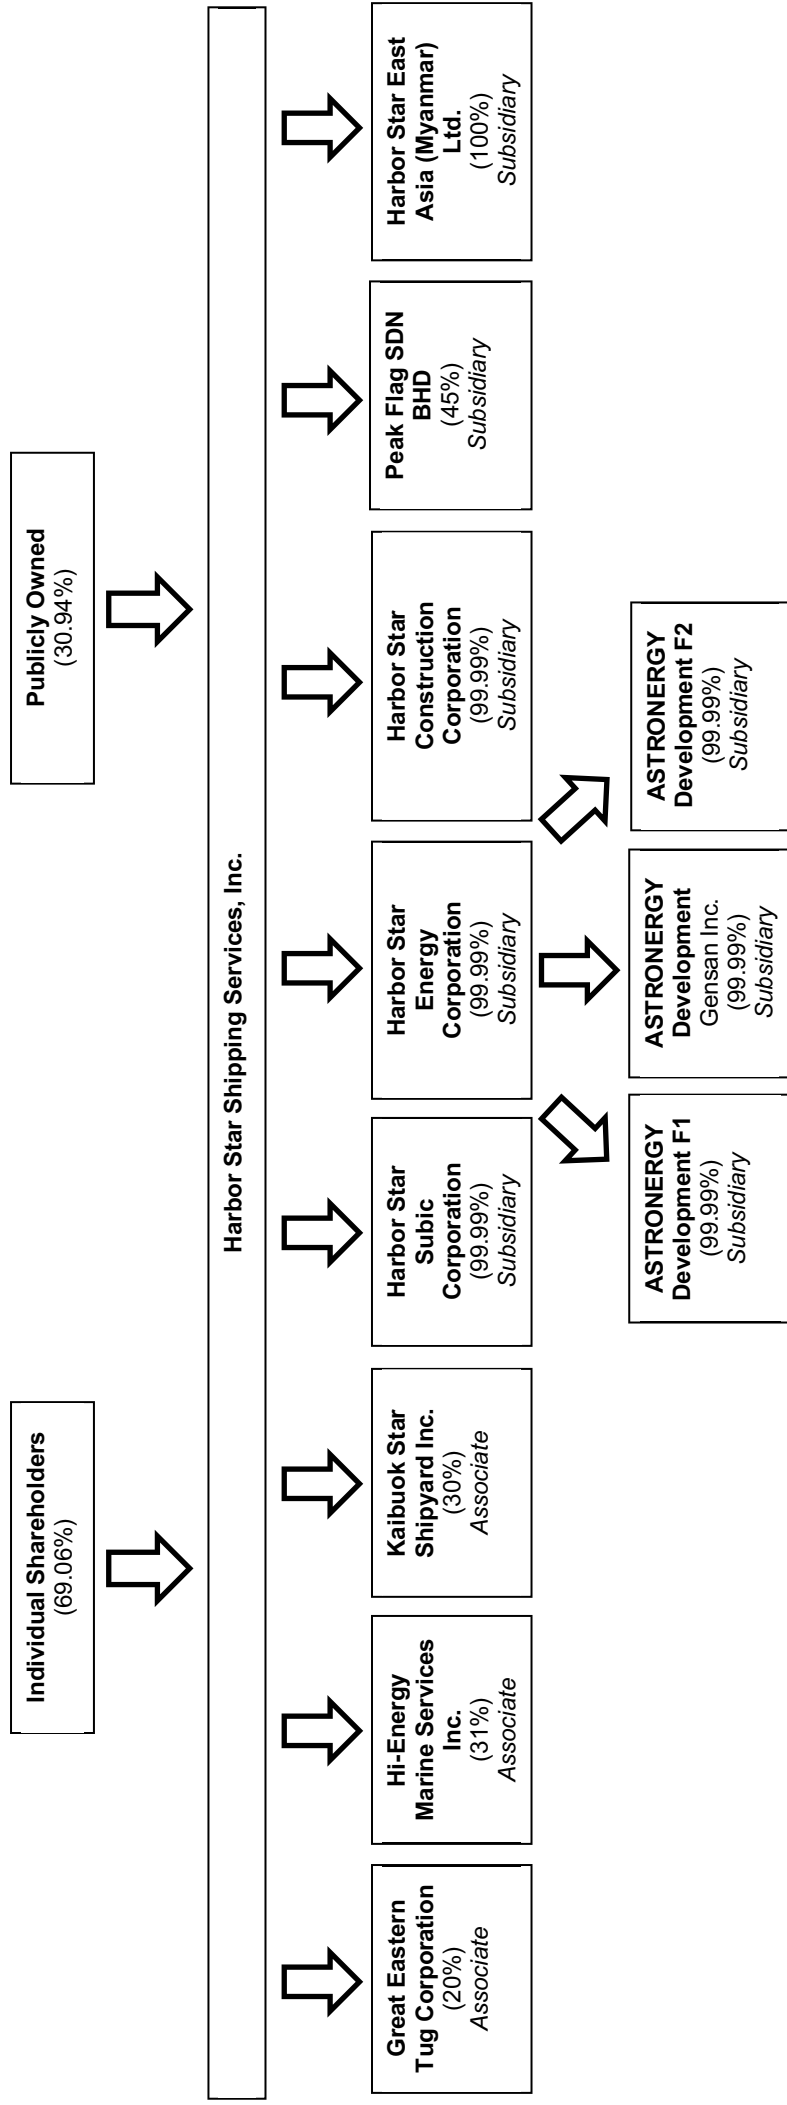 Individual Shareholders
(69.06%)
Publicly Owned
(30.94%)
Harbor Star Shipping Services, Inc.
Great Eastern
Tug Corporation
(20%)
Associate
Hi-Energy
Marine Services
Inc.
(31%)
Associate
Kaibuok Star
Shipyard Inc.
(30%)
Associate
Harbor Star
Subic
Corporation
(99.99%)
Subsidiary
Harbor Star
Energy
Corporation
(99.99%)
Subsidiary
Harbor Star
Construction
Corporation
(99.99%)
Subsidiary
Peak Flag SDN
BHD
(45%)
Subsidiary
Harbor Star East
Asia (Myanmar)
Ltd.
(100%)
Subsidiary
ASTRONERGY
Development F1
(99.99%)
Subsidiary
ASTRONERGY
Development
Gensan Inc.
(99.99%)
Subsidiary
ASTRONERGY
Development F2
(99.99%)
Subsidiary